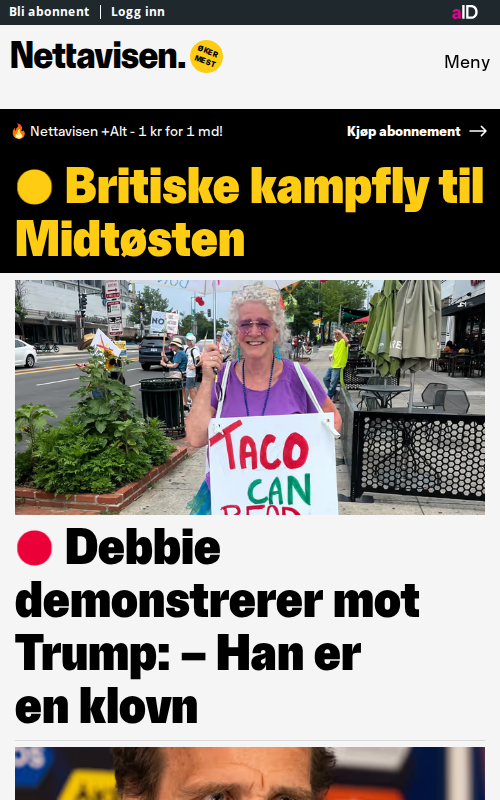 Bli abonnent | Logg inn
aID
Nettavisen.
ØKER
MEST
Meny
Nettavisen +Alt - 1 kr for 1 md!
Kjøp abonnement
Britiske kampfly til
Midtøsten
NO
TACO
CAN
Debbie
demonstrerer mot
Trump: – Han er
en klovn